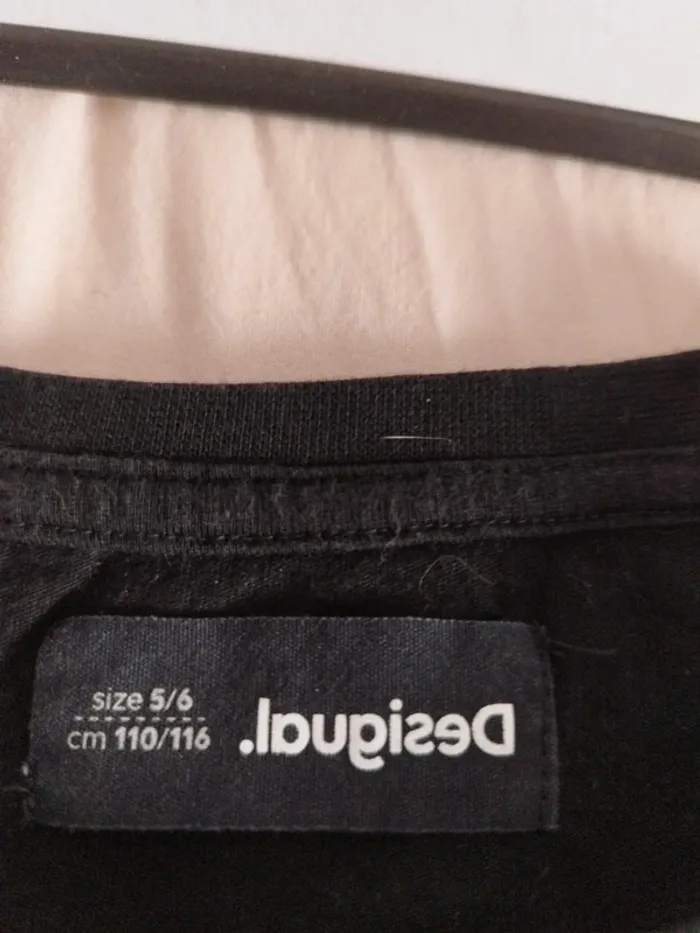 size 5/6
cm 110/116
Desigual.